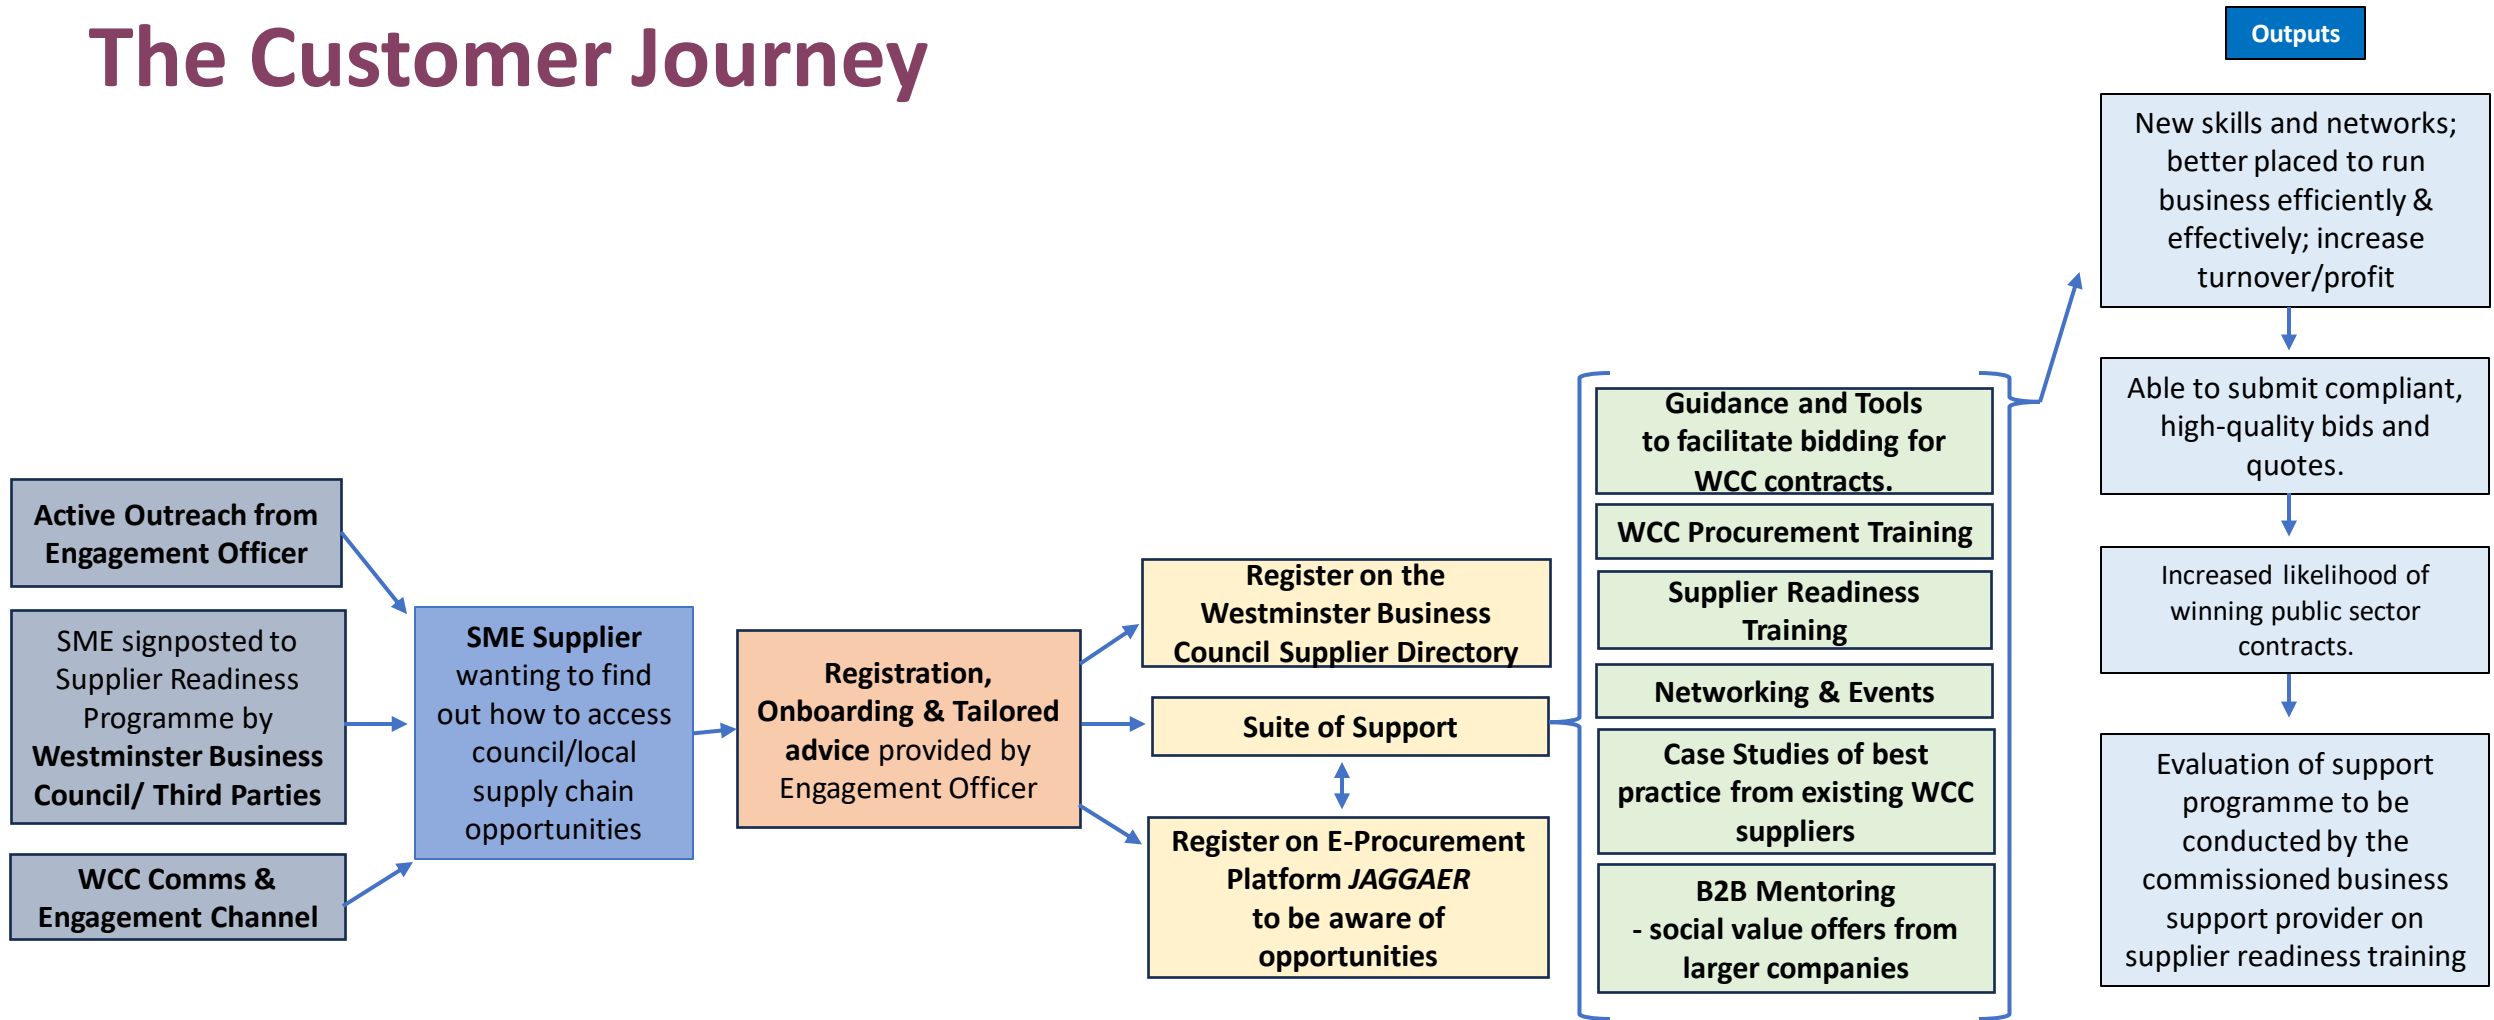 The Customer Journey
Outputs
Active Outreach from
Engagement Officer
SME signposted to
Supplier Readiness
Programme by
Westminster Business
Council/ Third Parties
WCC Comms &
Engagement Channel
SME Supplier
wanting to find
out how to access
council/local
supply chain
opportunities
Registration,
Onboarding & Tailored
advice provided by
Engagement Officer
Register on the
Westminster Business
Council Supplier Directory
Suite of Support
Register on E-Procurement
Platform JAGGAER
to be aware of
opportunities
Guidance and Tools
to facilitate bidding for
WCC contracts.
WCC Procurement Training
Supplier Readiness
Training
Networking & Events
Case Studies of best
practice from existing WCC
suppliers
B2B Mentoring
- social value offers from
larger companies
New skills and networks;
better placed to run
business efficiently &
effectively; increase
turnover/profit
Able to submit compliant,
high-quality bids and
quotes.
Increased likelihood of
winning public sector
contracts.
Evaluation of support
programme to be
conducted by the
commissioned business
support provider on
supplier readiness training